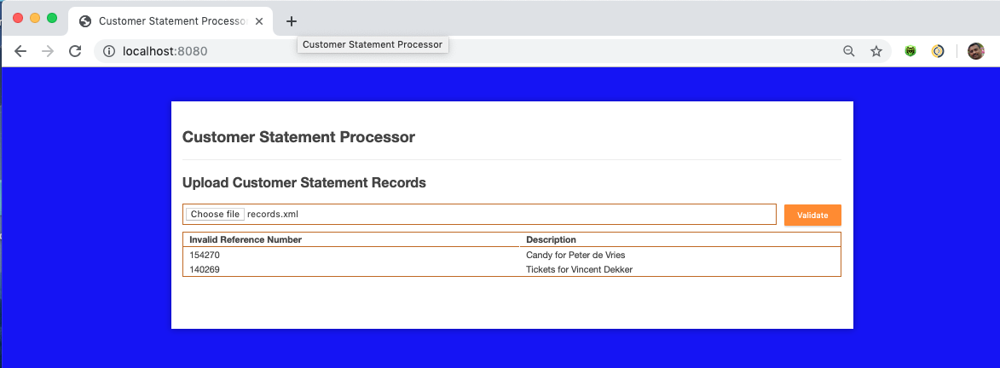 Customer Statement Processo
Customer Statement Processor
localhost:8080
Customer Statement Processor
Upload Customer Statement Records
Choose file records.xml Validate
Invalid Reference Number Description
154270 Candy for Peter de Vries
140269 Tickets for Vincent Dekker